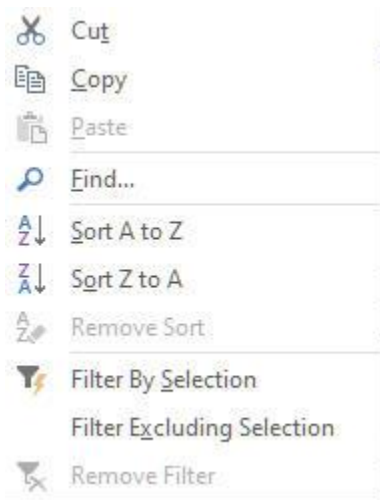 Cut
Copy
Paste
Find...
A Z Sort A to Z
Z A Sort Z to A
A Z Remove Sort
Filter By Selection
Filter Excluding Selection
Remove Filter